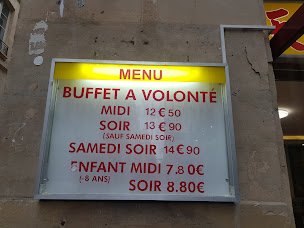 MENU
BUFFET A VOLONTÉ
MIDI 12€50
SOIR 13€90
(SAUF SAMEDI SOIR)
SAMEDI SOIR 14€90
ENFANT MIDI 7.80€
(-8 ANS) SOIR 8.80€